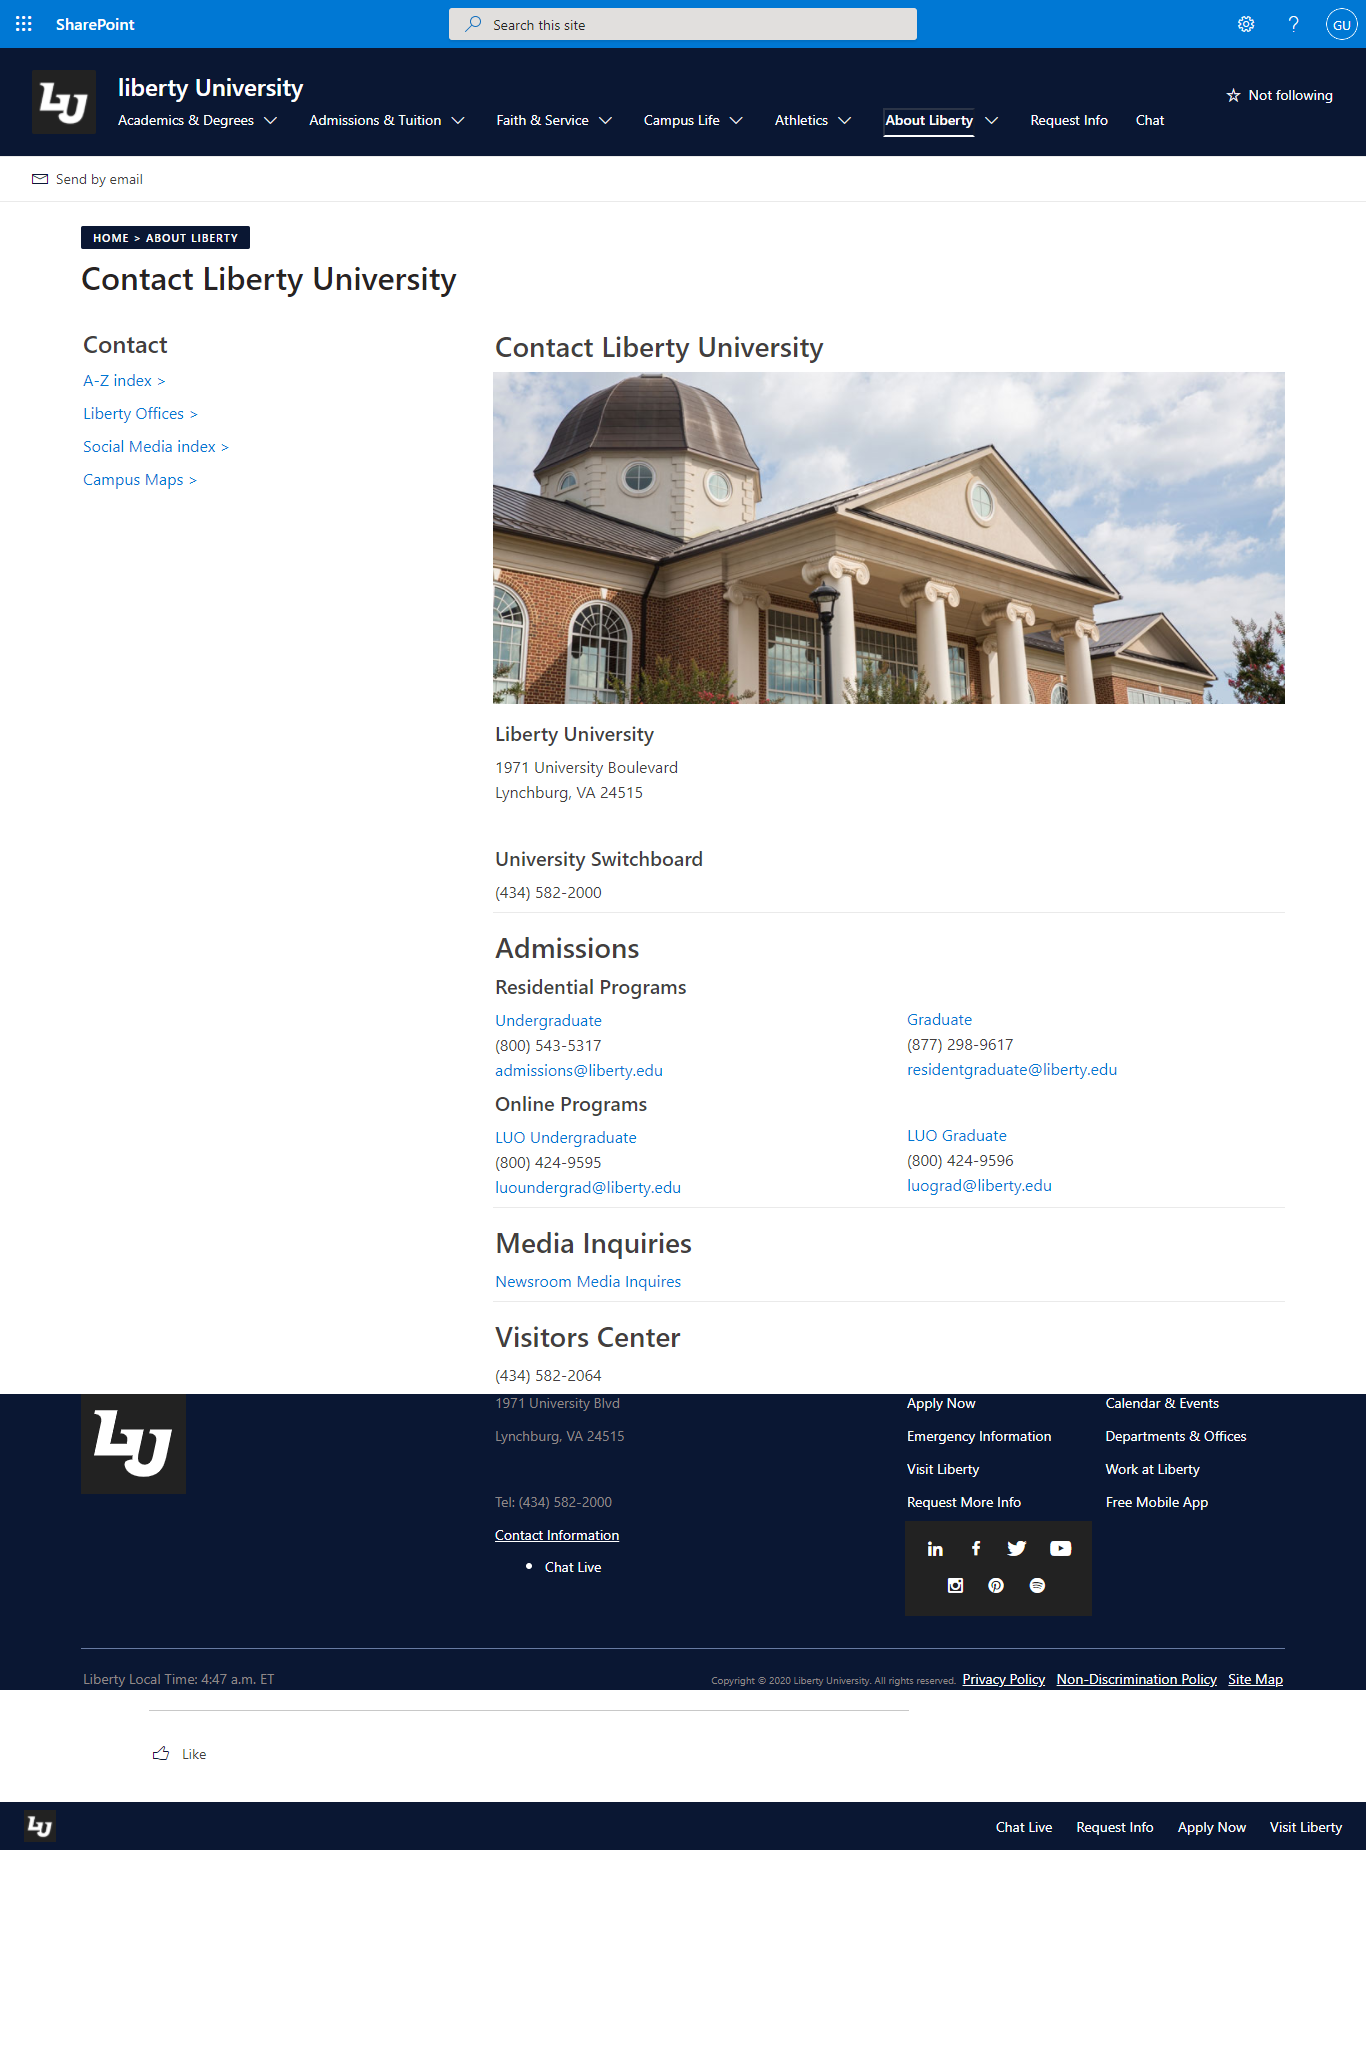 SharePoint
Search this site
?
GU
LU
liberty University
Not following
Academics & Degrees
Admissions & Tuition
Faith & Service
Campus Life
Athletics
About Liberty
Request Info
Chat
Send by email
HOME > ABOUT LIBERTY
Contact Liberty University
Contact
A-Z index >
Liberty Offices >
Social Media index >
Campus Maps >
Contact Liberty University
Liberty University
1971 University Boulevard
Lynchburg, VA 24515
University Switchboard
(434) 582-2000
Admissions
Residential Programs
Undergraduate
(800) 543-5317
admissions@liberty.edu
Graduate
(877) 298-9617
residentgraduate@liberty.edu
Online Programs
LUO Undergraduate
(800) 424-9595
luoundergrad@liberty.edu
LUO Graduate
(800) 424-9596
luograd@liberty.edu
Media Inquiries
Newsroom Media Inquires
Visitors Center
(434) 582-2064
LU
1971 University Blvd
Lynchburg, VA 24515
Tel: (434) 582-2000
Contact Information
Chat Live
Apply Now
Emergency Information
Visit Liberty
Request More Info
Calendar & Events
Departments & Offices
Work at Liberty
Free Mobile App
Liberty Local Time: 4:47 a.m. ET
Copyright © 2020 Liberty University. All rights reserved. Privacy Policy Non-Discrimination Policy Site Map
Like
LU
Chat Live
Request Info
Apply Now
Visit Liberty